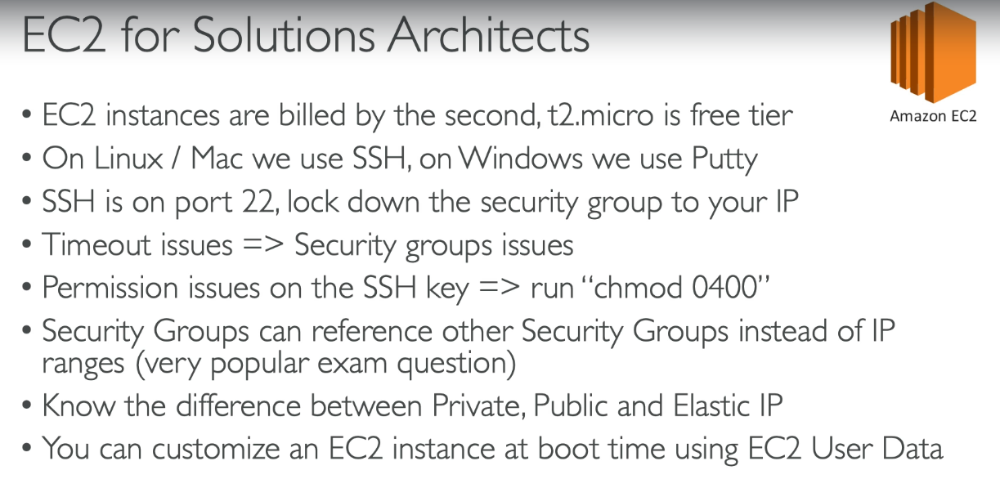 EC2 for Solutions Architects
Amazon EC2
• EC2 instances are billed by the second, t2.micro is free tier
• On Linux / Mac we use SSH, on Windows we use Putty
• SSH is on port 22, lock down the security group to your IP
• Timeout issues => Security groups issues
• Permission issues on the SSH key => run “chmod 0400”
• Security Groups can reference other Security Groups instead of IP
ranges (very popular exam question)
• Know the difference between Private, Public and Elastic IP
• You can customize an EC2 instance at boot time using EC2 User Data